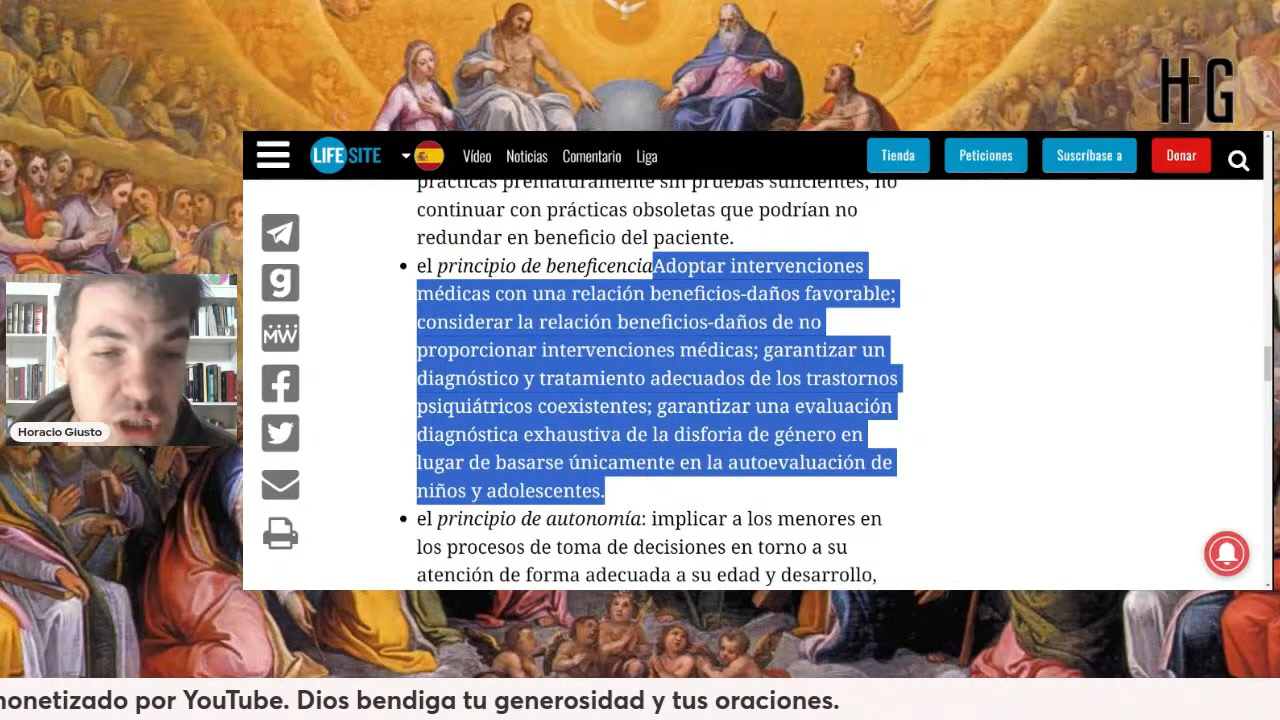 H+G
LIFE SITE
Vídeo Noticias Comentario Liga
Tienda Peticiones Suscríbase a Donar
prácticas prematuramente sin pruebas suficientes; no
continuar con prácticas obsoletas que podrían no
redundar en beneficio del paciente.
• el principio de beneficenciaAdoptar intervenciones
médicas con una relación beneficios-daños favorable;
considerar la relación beneficios-daños de no
proporcionar intervenciones médicas; garantizar un
diagnóstico y tratamiento adecuados de los trastornos
psiquiátricos coexistentes; garantizar una evaluación
diagnóstica exhaustiva de la disforia de género en
lugar de basarse únicamente en la autoevaluación de
niños y adolescentes.
• el principio de autonomía: implicar a los menores en
los procesos de toma de decisiones en torno a su
atención de forma adecuada a su edad y desarrollo,
g
MW
Horacio Giusto
monetizado por YouTube. Dios bendiga tu generosidad y tus oraciones.